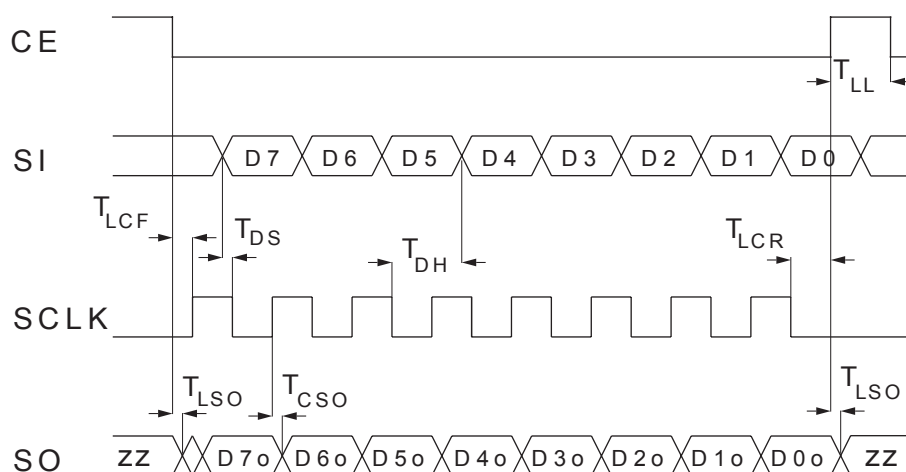 CE
T_LL
SI D7 D6 D5 D4 D3 D2 D1 D0
T_LCF T_DS T_DH T_LCR
SCLK
T_LSO T_CSO T_LSO
SO ZZ D7o D6o D5o D4o D3o D2o D1o D0o ZZ